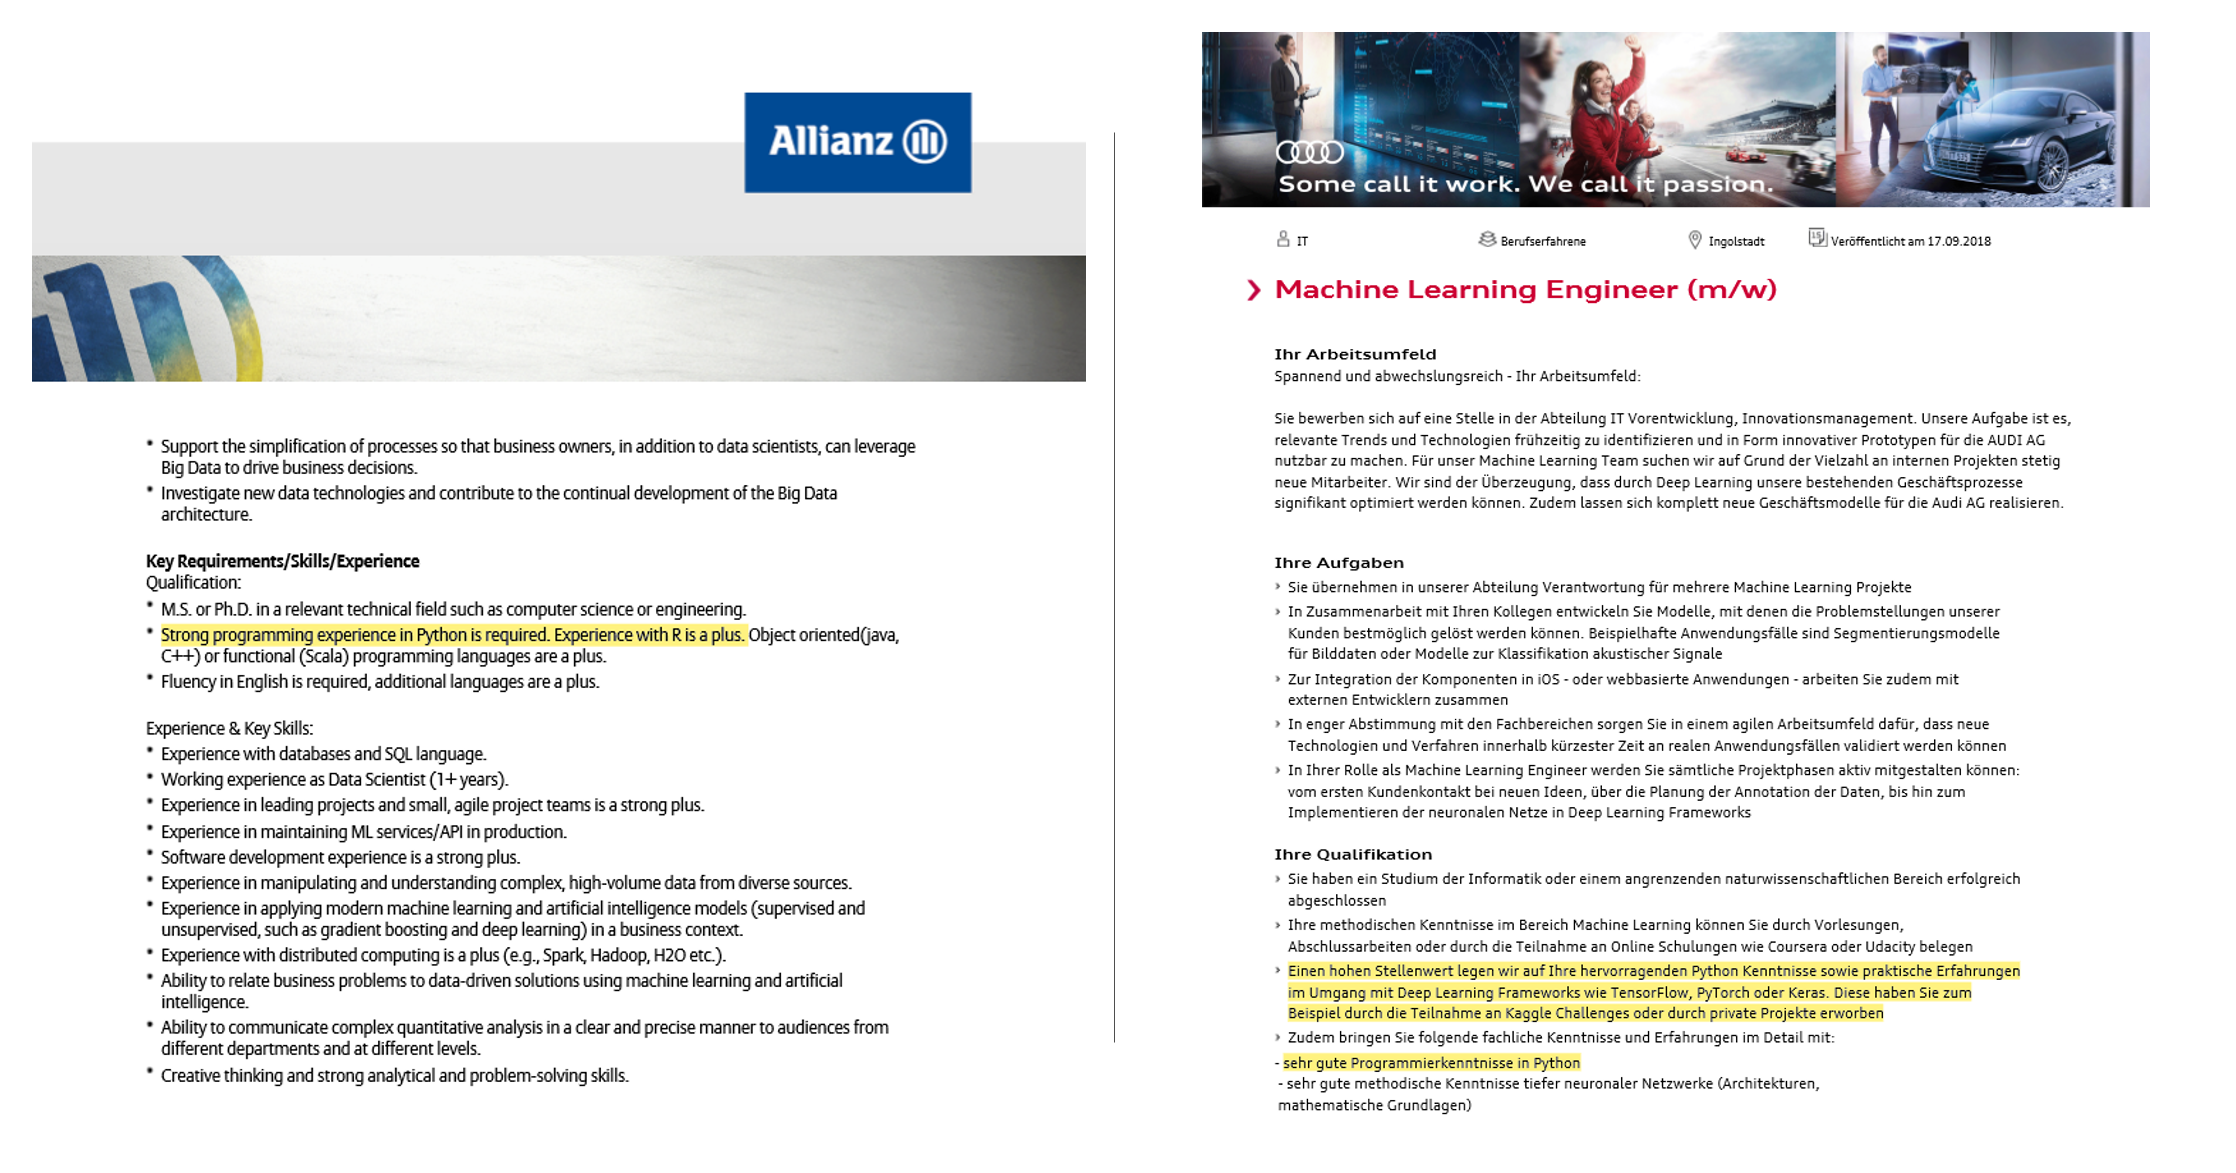 Allianz
* Support the simplification of processes so that business owners, in addition to data scientists, can leverage
Big Data to drive business decisions.
* Investigate new data technologies and contribute to the continual development of the Big Data
architecture.
Key Requirements/Skills/Experience
Qualification:
* M.S. or Ph.D. in a relevant technical field such as computer science or engineering.
* Strong programming experience in Python is required. Experience with R is a plus. Object oriented(java,
C++) or functional (Scala) programming languages are a plus.
* Fluency in English is required, additional languages are a plus.
Experience & Key Skills:
* Experience with databases and SQL language.
* Working experience as Data Scientist (1+ years).
* Experience in leading projects and small, agile project teams is a strong plus.
* Experience in maintaining ML services/API in production.
* Software development experience is a strong plus.
* Experience in manipulating and understanding complex, high-volume data from diverse sources.
* Experience in applying modern machine learning and artificial intelligence models (supervised and
unsupervised, such as gradient boosting and deep learning) in a business context.
* Experience with distributed computing is a plus (e.g., Spark, Hadoop, H2O etc.).
* Ability to relate business problems to data-driven solutions using machine learning and artificial
intelligence.
* Ability to communicate complex quantitative analysis in a clear and precise manner to audiences from
different departments and at different levels.
* Creative thinking and strong analytical and problem-solving skills.
Some call it work. We call it passion.
IT
Berufserfahrene
Ingolstadt
15 Veröffentlicht am 17.09.2018
› Machine Learning Engineer (m/w)
Ihr Arbeitsumfeld
Spannend und abwechslungsreich - Ihr Arbeitsumfeld:
Sie bewerben sich auf eine Stelle in der Abteilung IT Vorentwicklung, Innovationsmanagement. Unsere Aufgabe ist es,
relevante Trends und Technologien frühzeitig zu identifizieren und in Form innovativer Prototypen für die AUDI AG
nutzbar zu machen. Für unser Machine Learning Team suchen wir auf Grund der Vielzahl an internen Projekten stetig
neue Mitarbeiter. Wir sind der Überzeugung, dass durch Deep Learning unsere bestehenden Geschäftsprozesse
signifikant optimiert werden können. Zudem lassen sich komplett neue Geschäftsmodelle für die Audi AG realisieren.
Ihre Aufgaben
› Sie übernehmen in unserer Abteilung Verantwortung für mehrere Machine Learning Projekte
› In Zusammenarbeit mit Ihren Kollegen entwickeln Sie Modelle, mit denen die Problemstellungen unserer
Kunden bestmöglich gelöst werden können. Beispielhafte Anwendungsfälle sind Segmentierungsmodelle
für Bilddaten oder Modelle zur Klassifikation akustischer Signale
› Zur Integration der Komponenten in iOS - oder webbasierte Anwendungen - arbeiten Sie zudem mit
externen Entwicklern zusammen
› In enger Abstimmung mit den Fachbereichen sorgen Sie in einem agilen Arbeitsumfeld dafür, dass neue
Technologien und Verfahren innerhalb kürzester Zeit an realen Anwendungsfällen validiert werden können
› In Ihrer Rolle als Machine Learning Engineer werden Sie sämtliche Projektphasen aktiv mitgestalten können:
vom ersten Kundenkontakt bei neuen Ideen, über die Planung der Annotation der Daten, bis hin zum
Implementieren der neuronalen Netze in Deep Learning Frameworks
Ihre Qualifikation
› Sie haben ein Studium der Informatik oder einem angrenzenden naturwissenschaftlichen Bereich erfolgreich
abgeschlossen
› Ihre methodischen Kenntnisse im Bereich Machine Learning können Sie durch Vorlesungen,
Abschlussarbeiten oder durch die Teilnahme an Online Schulungen wie Coursera oder Udacity belegen
› Einen hohen Stellenwert legen wir auf Ihre hervorragenden Python Kenntnisse sowie praktische Erfahrungen
im Umgang mit Deep Learning Frameworks wie TensorFlow, PyTorch oder Keras. Diese haben Sie zum
Beispiel durch die Teilnahme an Kaggle Challenges oder durch private Projekte erworben
› Zudem bringen Sie folgende fachliche Kenntnisse und Erfahrungen im Detail mit:
- sehr gute Programmierkenntnisse in Python
- sehr gute methodische Kenntnisse tiefer neuronaler Netzwerke (Architekturen,
mathematische Grundlagen)